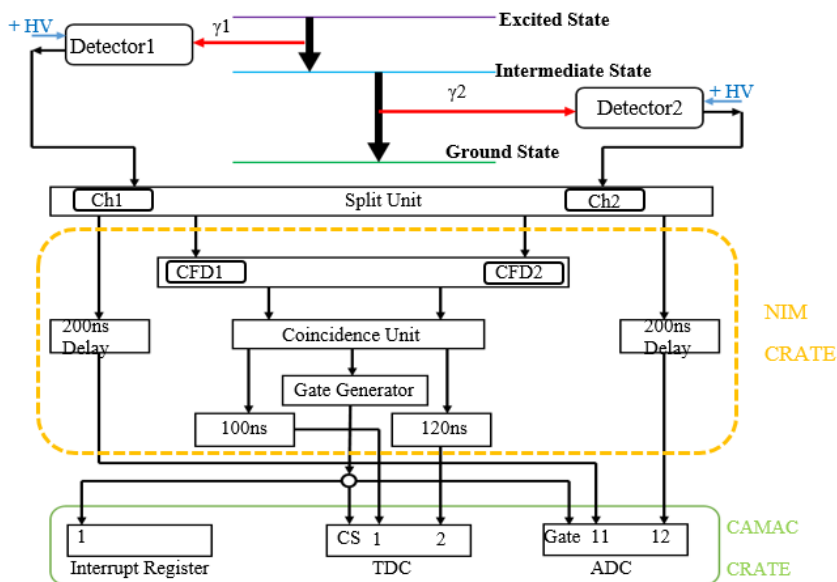 Excited State
+ HV
γ1
Detector1
Intermediate State
γ2
+ HV
Detector2
Ground State
Ch1
Split Unit
Ch2
CFD1
CFD2
200ns
Delay
Coincidence Unit
200ns
Delay
NIM
CRATE
Gate Generator
100ns
120ns
1
CS 1 2
Gate 11 12
CAMAC
Interrupt Register
TDC
ADC
CRATE